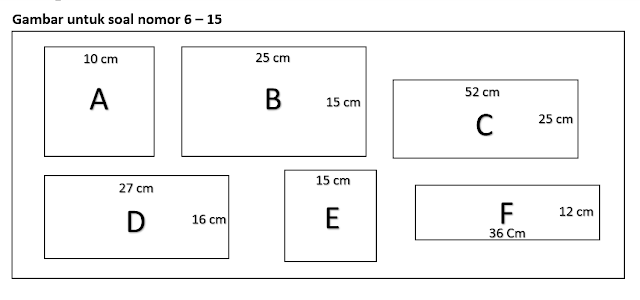 Gambar untuk soal nomor 6 – 15
10 cm
A
25 cm
B
15 cm
52 cm
C
25 cm
27 cm
D
16 cm
15 cm
E
F
12 cm
36 Cm